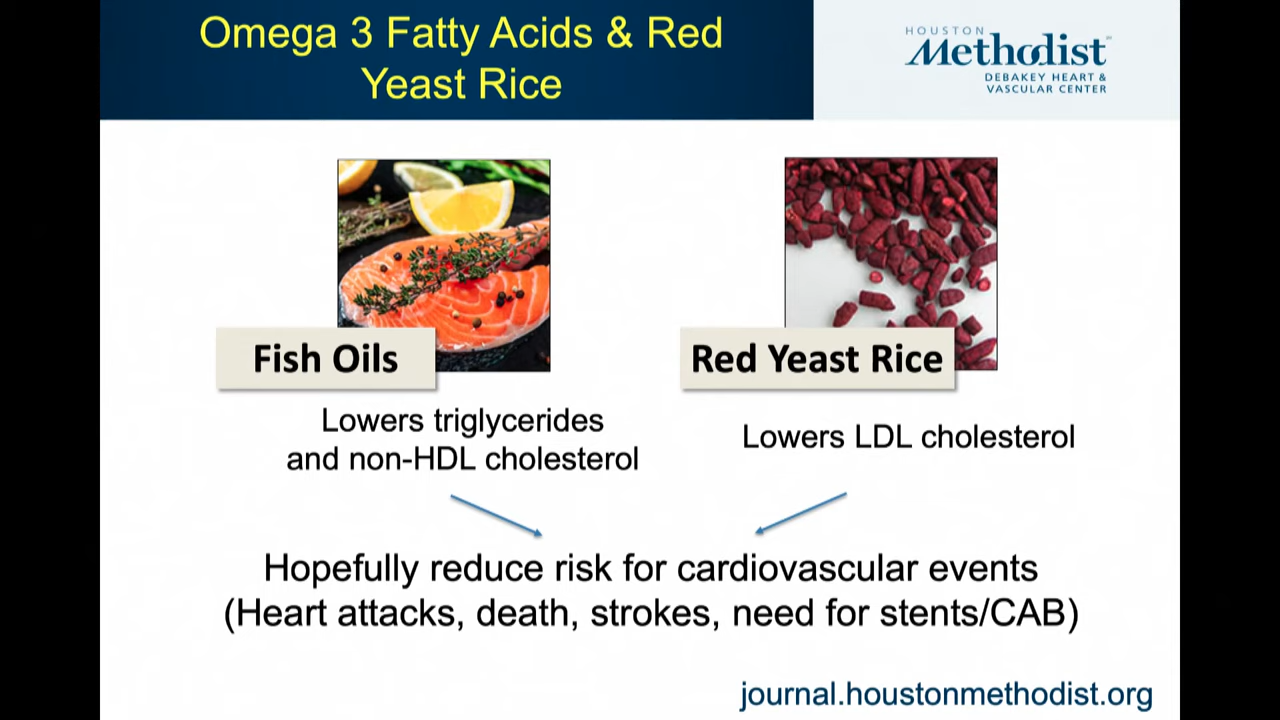 Omega 3 Fatty Acids & Red
Yeast Rice
HOUSTON
Methodist
DEBAKEY HEART &
VASCULAR CENTER
Fish Oils
Red Yeast Rice
Lowers triglycerides
and non-HDL cholesterol
Lowers LDL cholesterol
Hopefully reduce risk for cardiovascular events
(Heart attacks, death, strokes, need for stents/CAB)
journal.houstonmethodist.org